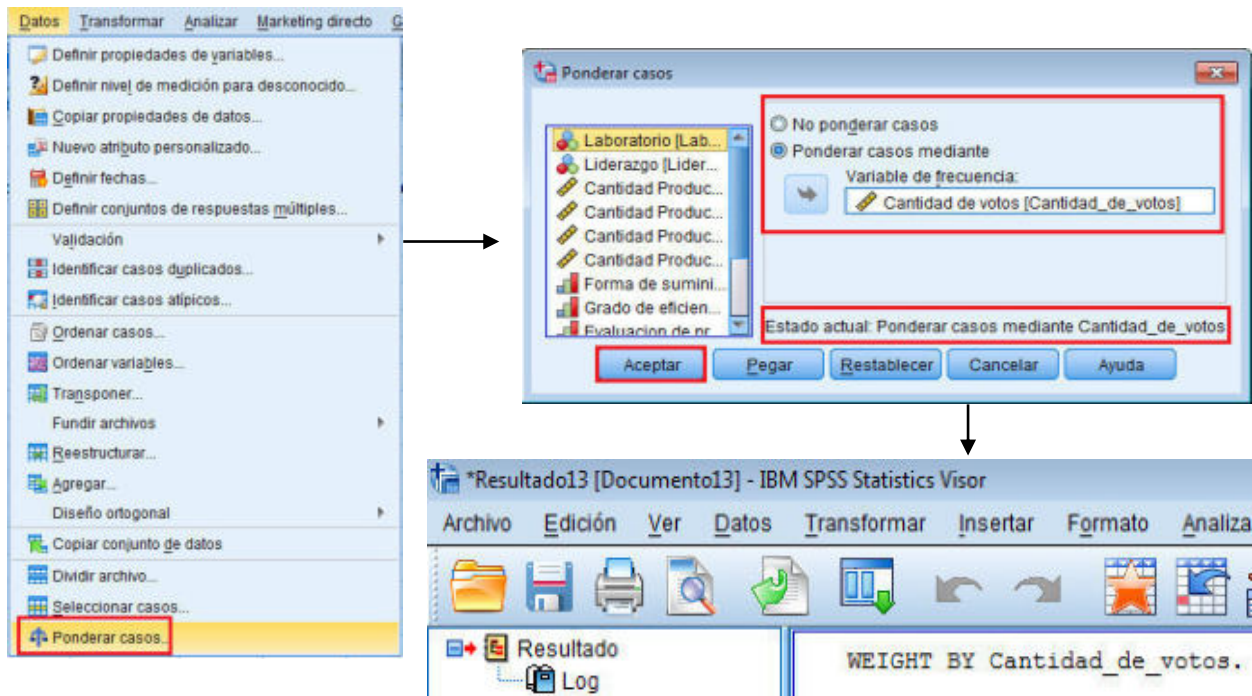 Datos Transformar Analizar Marketing directo G
Definir propiedades de variables...
Definir nivel de medición para desconocido...
Copiar propiedades de datos...
Nuevo atributo personalizado...
Definir fechas...
Definir conjuntos de respuestas múltiples...
Validación
Identificar casos duplicados...
Identificar casos atípicos...
Ordenar casos...
Ordenar variables...
Transponer...
Fundir archivos
Reestructurar...
Agregar...
Diseño ortogonal
Copiar conjunto de datos
Dividir archivo...
Seleccionar casos...
Ponderar casos...
Ponderar casos
Laboratorio [Lab...
Liderazgo [Lider...
Cantidad Produc...
Cantidad Produc...
Cantidad Produc...
Cantidad Produc...
Forma de sumini...
Grado de eficien...
Evaluacion de pr...
No ponderar casos
Ponderar casos mediante
Variable de frecuencia:
Cantidad de votos [Cantidad_de_votos]
Estado actual: Ponderar casos mediante Cantidad_de_votos
Aceptar Pegar Restablecer Cancelar Ayuda
*Resultado13 [Documento13] - IBM SPSS Statistics Visor
Archivo Edición Ver Datos Transformar Insertar Formato Analiza
Resultado
Log
WEIGHT BY Cantidad_de_votos.